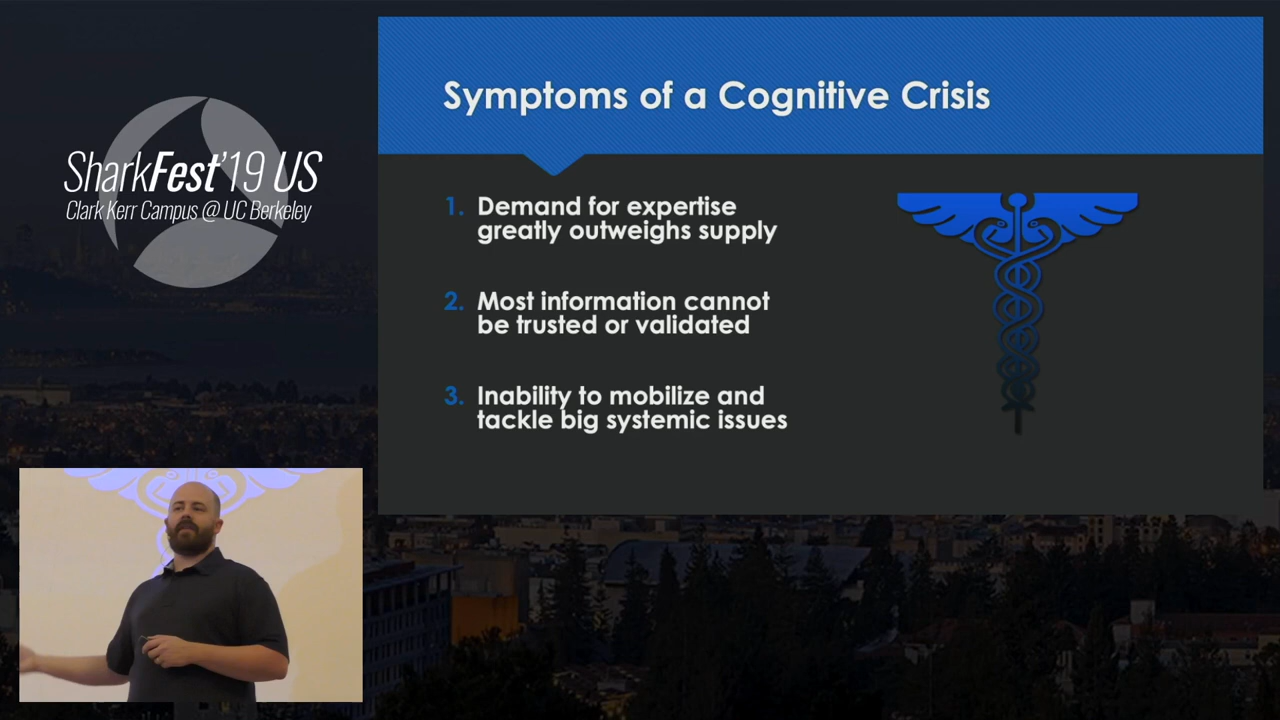 SharkFest'19 US
Clark Kerr Campus @ UC Berkeley
Symptoms of a Cognitive Crisis
1. Demand for expertise
greatly outweighs supply
2. Most information cannot
be trusted or validated
3. Inability to mobilize and
tackle big systemic issues